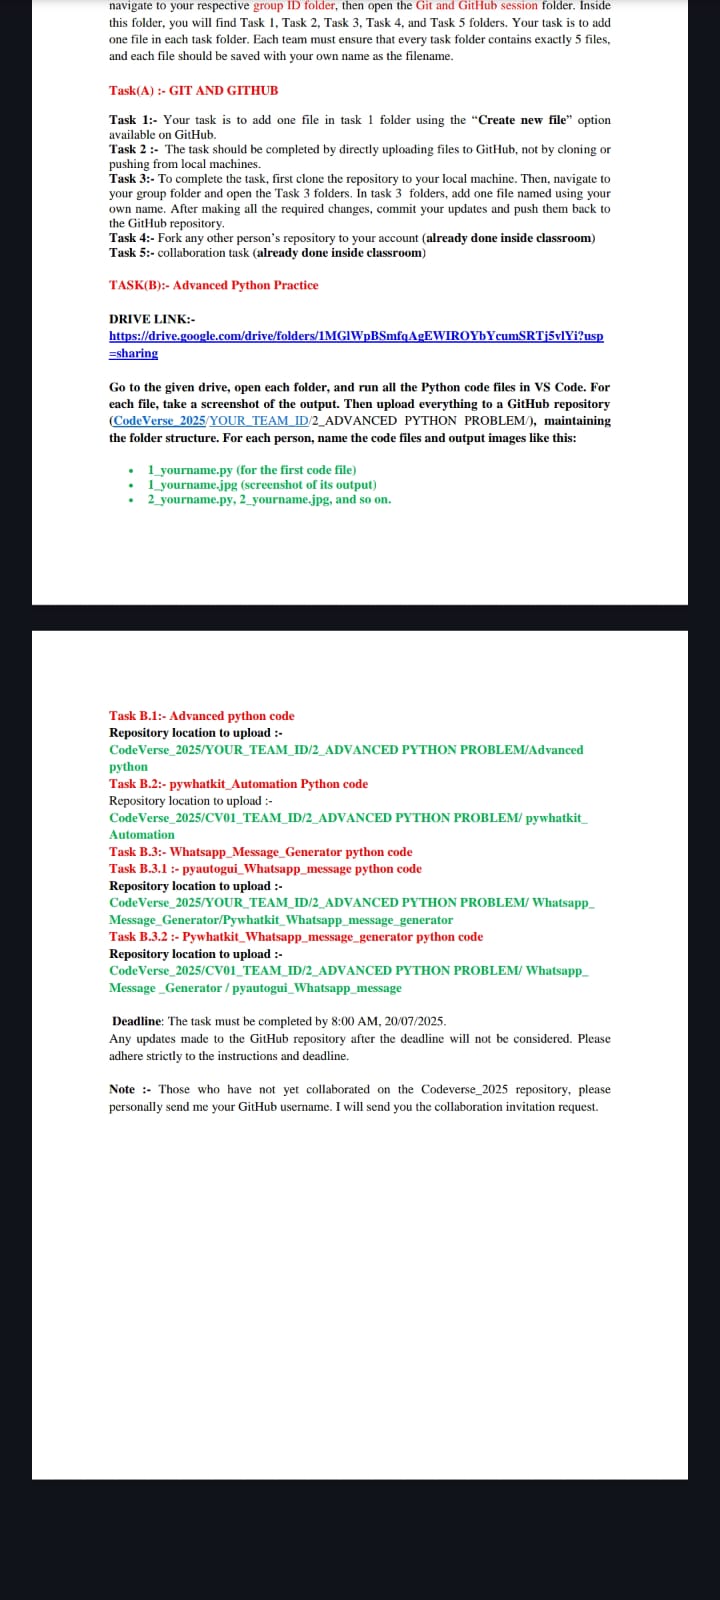 navigate to your respective group ID folder, then open the Git and GitHub session folder. Inside
this folder, you will find Task 1, Task 2, Task 3, Task 4, and Task 5 folders. Your task is to add
one file in each task folder. Each team must ensure that every task folder contains exactly 5 files,
and each file should be saved with your own name as the filename.
Task(A) :- GIT AND GITHUB
Task 1:- Your task is to add one file in task 1 folder using the “Create new file” option
available on GitHub.
Task 2 :- The task should be completed by directly uploading files to GitHub, not by cloning or
pushing from local machines.
Task 3:- To complete the task, first clone the repository to your local machine. Then, navigate to
your group folder and open the Task 3 folders. In task 3 folders, add one file named using your
own name. After making all the required changes, commit your updates and push them back to
the GitHub repository.
Task 4:- Fork any other person’s repository to your account (already done inside classroom)
Task 5:- collaboration task (already done inside classroom)
TASK(B):- Advanced Python Practice
DRIVE LINK:-
https://drive.google.com/drive/folders/1MGlWpBSmfqAgEWIROYbYcumSRTj5vlYi?usp
=sharing
Go to the given drive, open each folder, and run all the Python code files in VS Code. For
each file, take a screenshot of the output. Then upload everything to a GitHub repository
(CodeVerse_2025/YOUR_TEAM_ID/2_ADVANCED PYTHON PROBLEM/), maintaining
the folder structure. For each person, name the code files and output images like this:
• 1_yourname.py (for the first code file)
• 1_yourname.jpg (screenshot of its output)
• 2_yourname.py, 2_yourname.jpg, and so on.
Task B.1:- Advanced python code
Repository location to upload :-
CodeVerse_2025/YOUR_TEAM_ID/2_ADVANCED PYTHON PROBLEM/Advanced
python
Task B.2:- pywhatkit_Automation Python code
Repository location to upload :-
CodeVerse_2025/CV01_TEAM_ID/2_ADVANCED PYTHON PROBLEM/ pywhatkit_
Automation
Task B.3:- Whatsapp_Message_Generator python code
Task B.3.1 :- pyautogui_Whatsapp_message python code
Repository location to upload :-
CodeVerse_2025/YOUR_TEAM_ID/2_ADVANCED PYTHON PROBLEM/ Whatsapp_
Message_Generator/Pywhatkit_Whatsapp_message_generator
Task B.3.2 :- Pywhatkit_Whatsapp_message_generator python code
Repository location to upload :-
CodeVerse_2025/CV01_TEAM_ID/2_ADVANCED PYTHON PROBLEM/ Whatsapp_
Message _Generator / pyautogui_Whatsapp_message
Deadline: The task must be completed by 8:00 AM, 20/07/2025.
Any updates made to the GitHub repository after the deadline will not be considered. Please
adhere strictly to the instructions and deadline.
Note :- Those who have not yet collaborated on the Codeverse_2025 repository, please
personally send me your GitHub username. I will send you the collaboration invitation request.